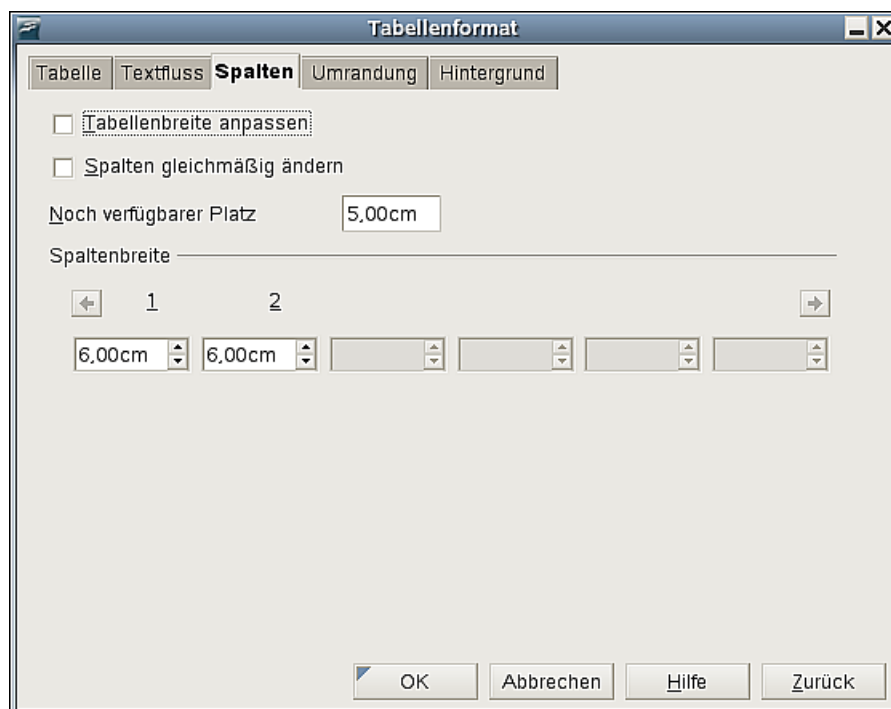 Tabellenformat
Tabelle Textfluss Spalten Umrandung Hintergrund
Tabellenbreite anpassen
Spalten gleichmäßig ändern
Noch verfügbarer Platz 5,00cm
Spaltenbreite
1 2
6,00cm 6,00cm
OK Abbrechen Hilfe Zurück